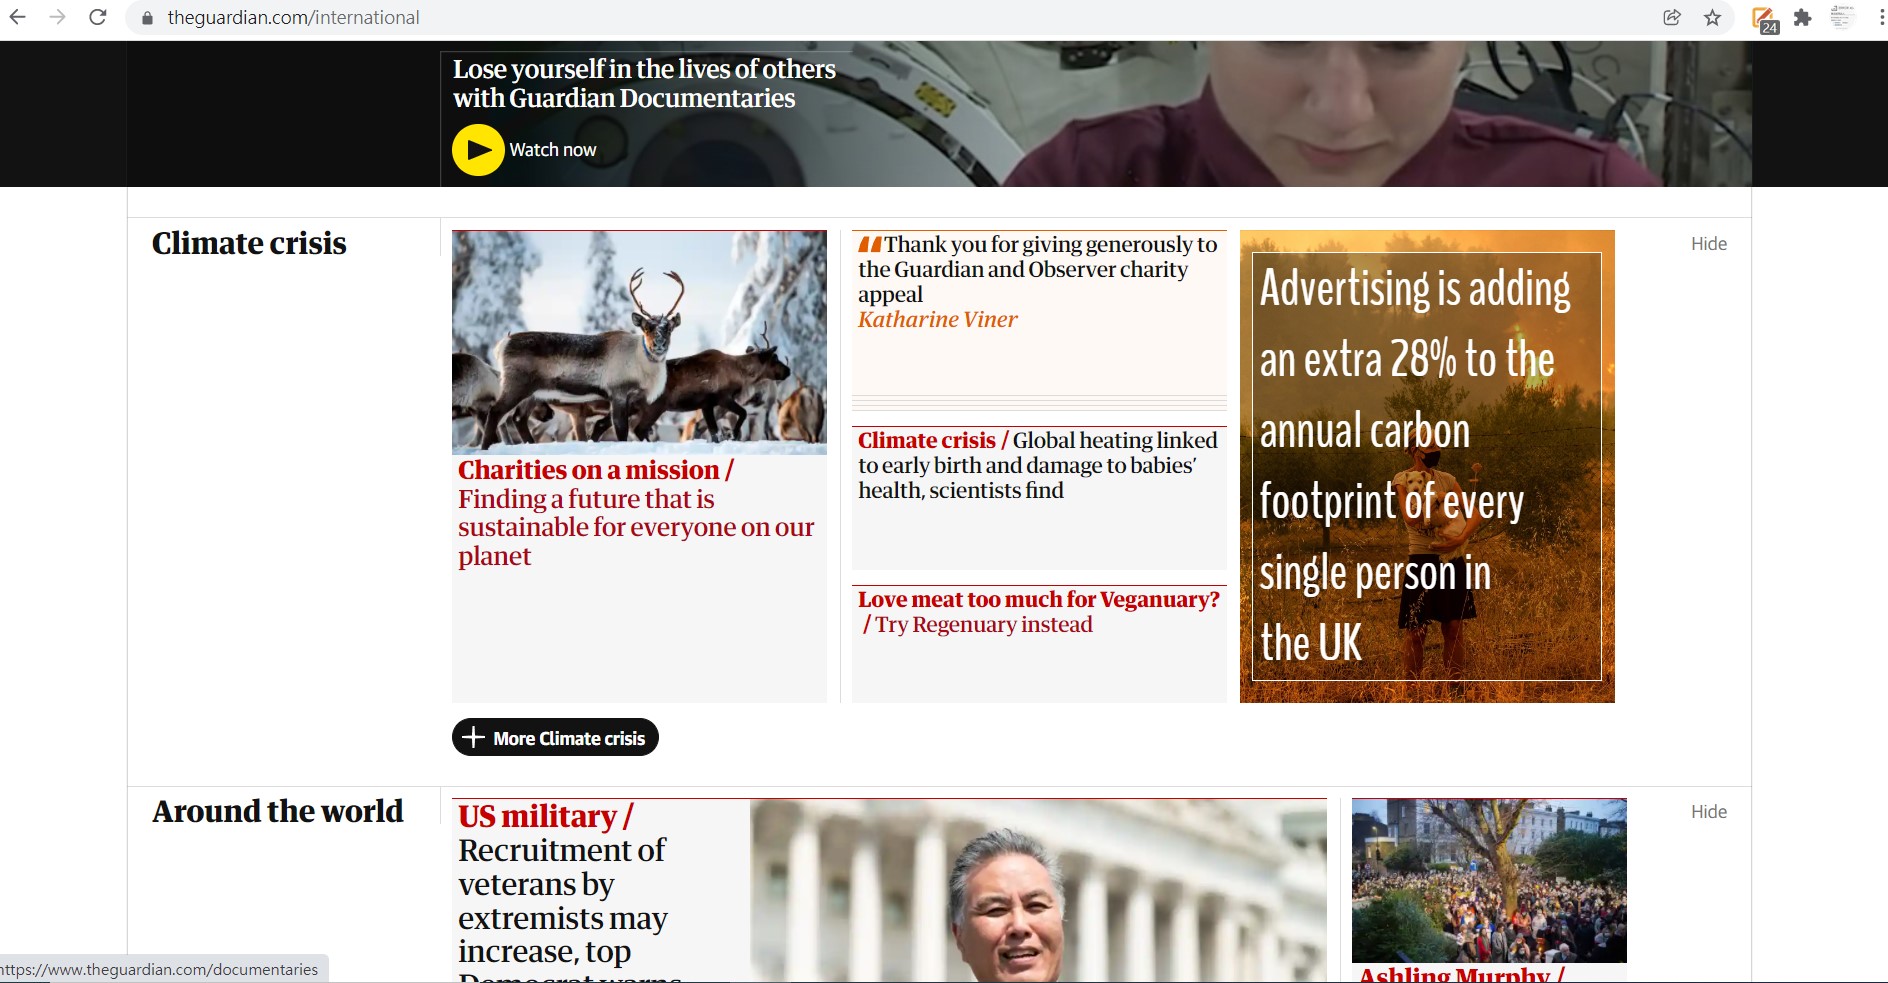 theguardian.com/international
24
Lose yourself in the lives of others
with Guardian Documentaries
Watch now
Climate crisis
Charities on a mission /
Finding a future that is
sustainable for everyone on our
planet
Thank you for giving generously to
the Guardian and Observer charity
appeal
Katharine Viner
Climate crisis / Global heating linked
to early birth and damage to babies’
health, scientists find
Love meat too much for Veganuary?
/ Try Regenuary instead
Advertising is adding
an extra 28% to the
annual carbon
footprint of every
single person in
the UK
Hide
More Climate crisis
Around the world
US military /
Recruitment of
veterans by
extremists may
increase, top
Democrat warns
Ashling Murphy /
Hide
https://www.theguardian.com/documentaries